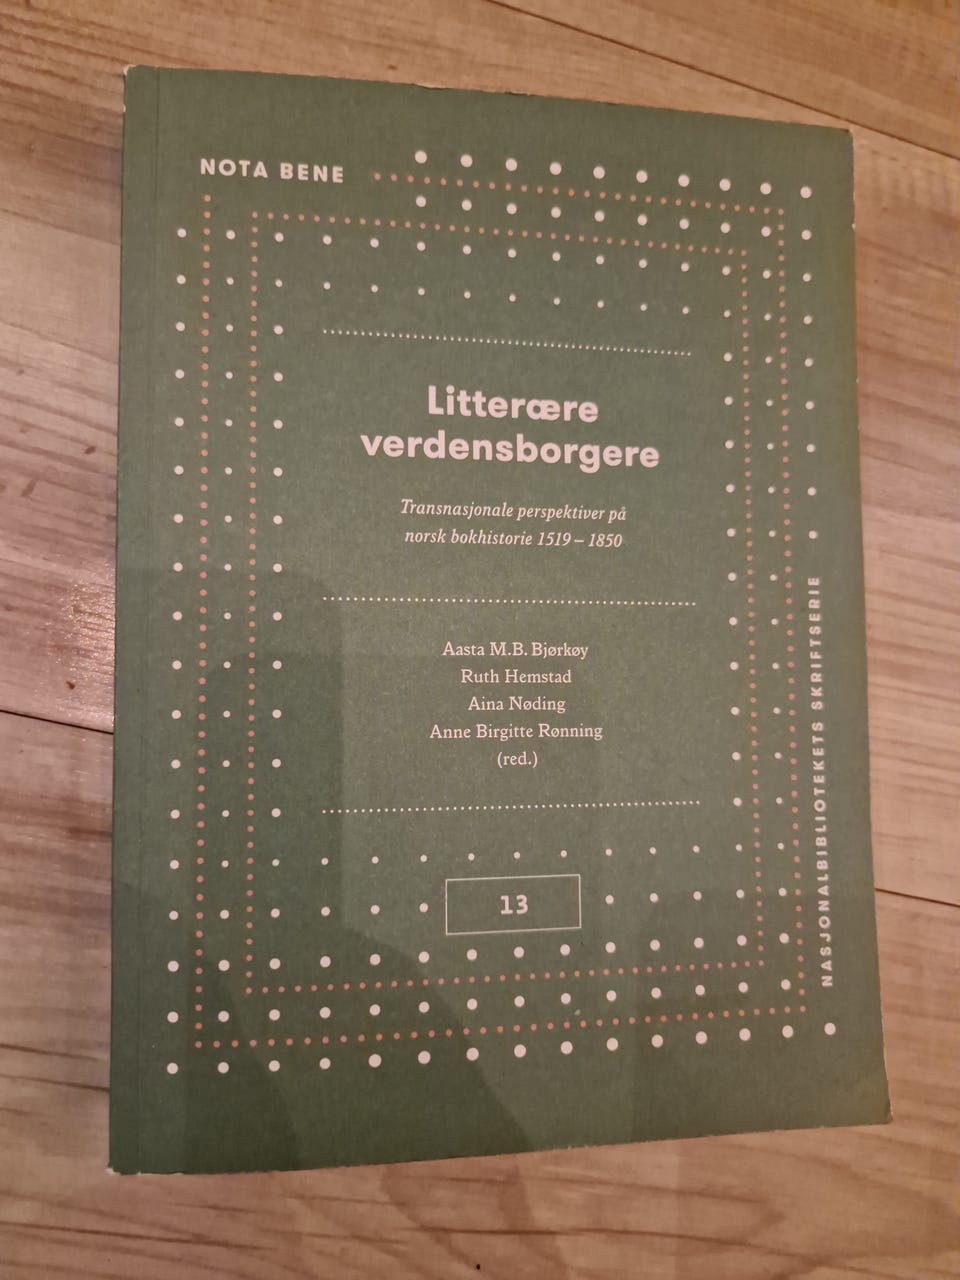 NOTA BENE
Litterære
verdensborgere
Transnasjonale perspektiver på
norsk bokhistorie 1519 – 1850
Aasta M.B. Bjørkøy
Ruth Hemstad
Aina Nøding
Anne Birgitte Rønning
(red.)
13
NASJONALBIBLIOTEKETS SKRIFTSERIE